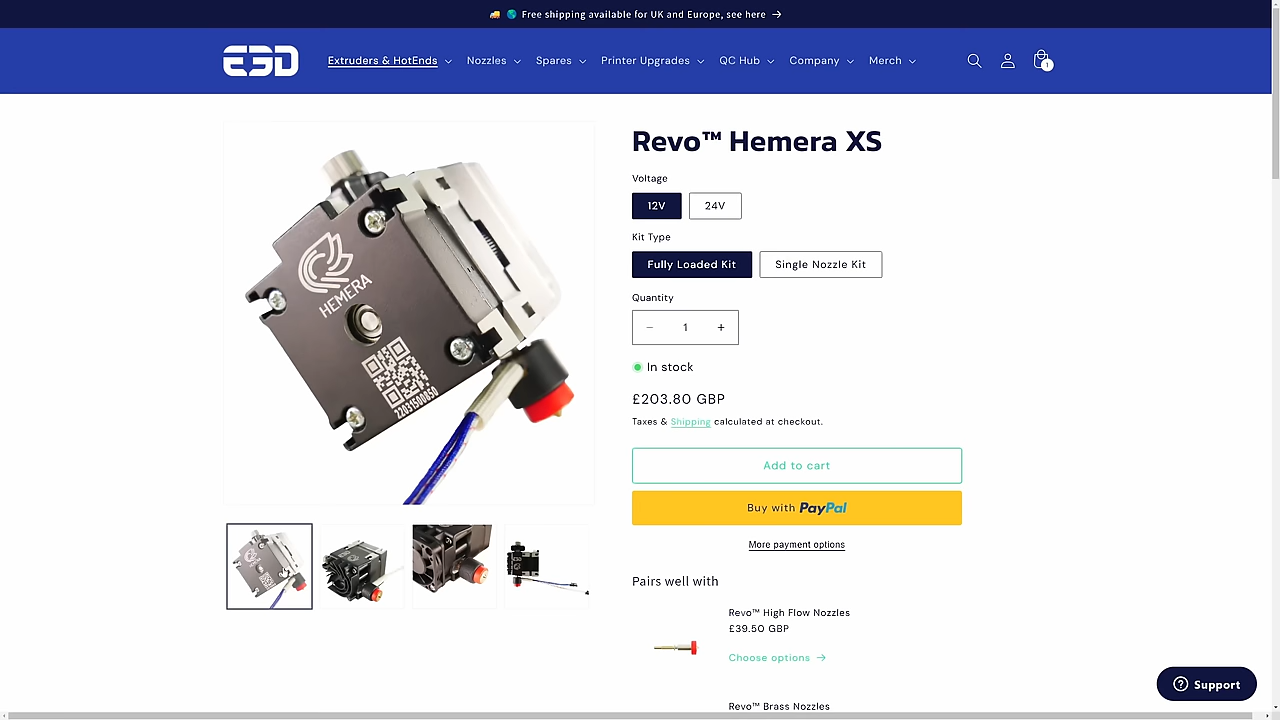 Free shipping available for UK and Europe, see here →
E3D
Extruders & HotEnds
Nozzles
Spares
Printer Upgrades
QC Hub
Company
Merch
1
Revo™ Hemera XS
Voltage
12V
24V
Kit Type
Fully Loaded Kit
Single Nozzle Kit
Quantity
− 1 +
In stock
£203.80 GBP
Taxes & Shipping calculated at checkout.
Add to cart
Buy with PayPal
More payment options
Pairs well with
Revo™ High Flow Nozzles
£39.50 GBP
Choose options →
Revo™ Brass Nozzles
Support
HEMERA
22031500050